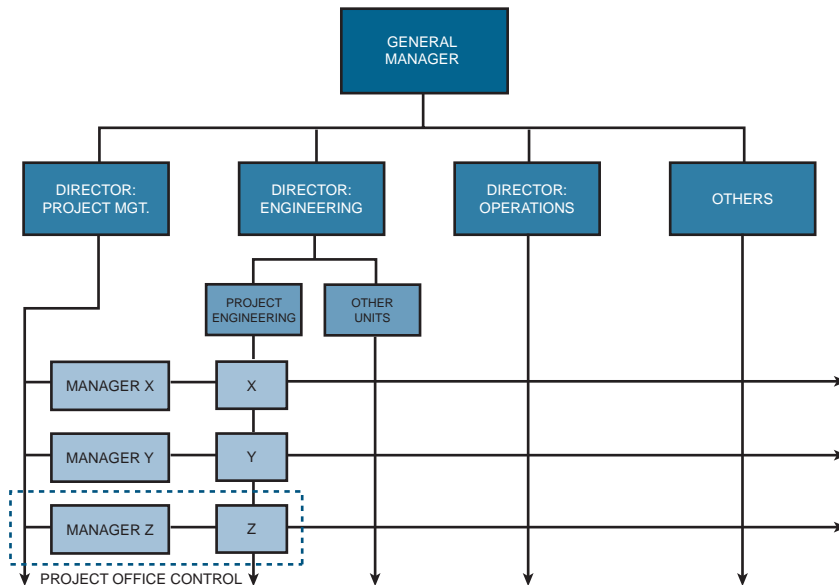 GENERAL
MANAGER
DIRECTOR:
PROJECT MGT.
DIRECTOR:
ENGINEERING
DIRECTOR:
OPERATIONS
OTHERS
PROJECT
ENGINEERING
OTHER
UNITS
MANAGER X
X
MANAGER Y
Y
MANAGER Z
Z
PROJECT OFFICE CONTROL